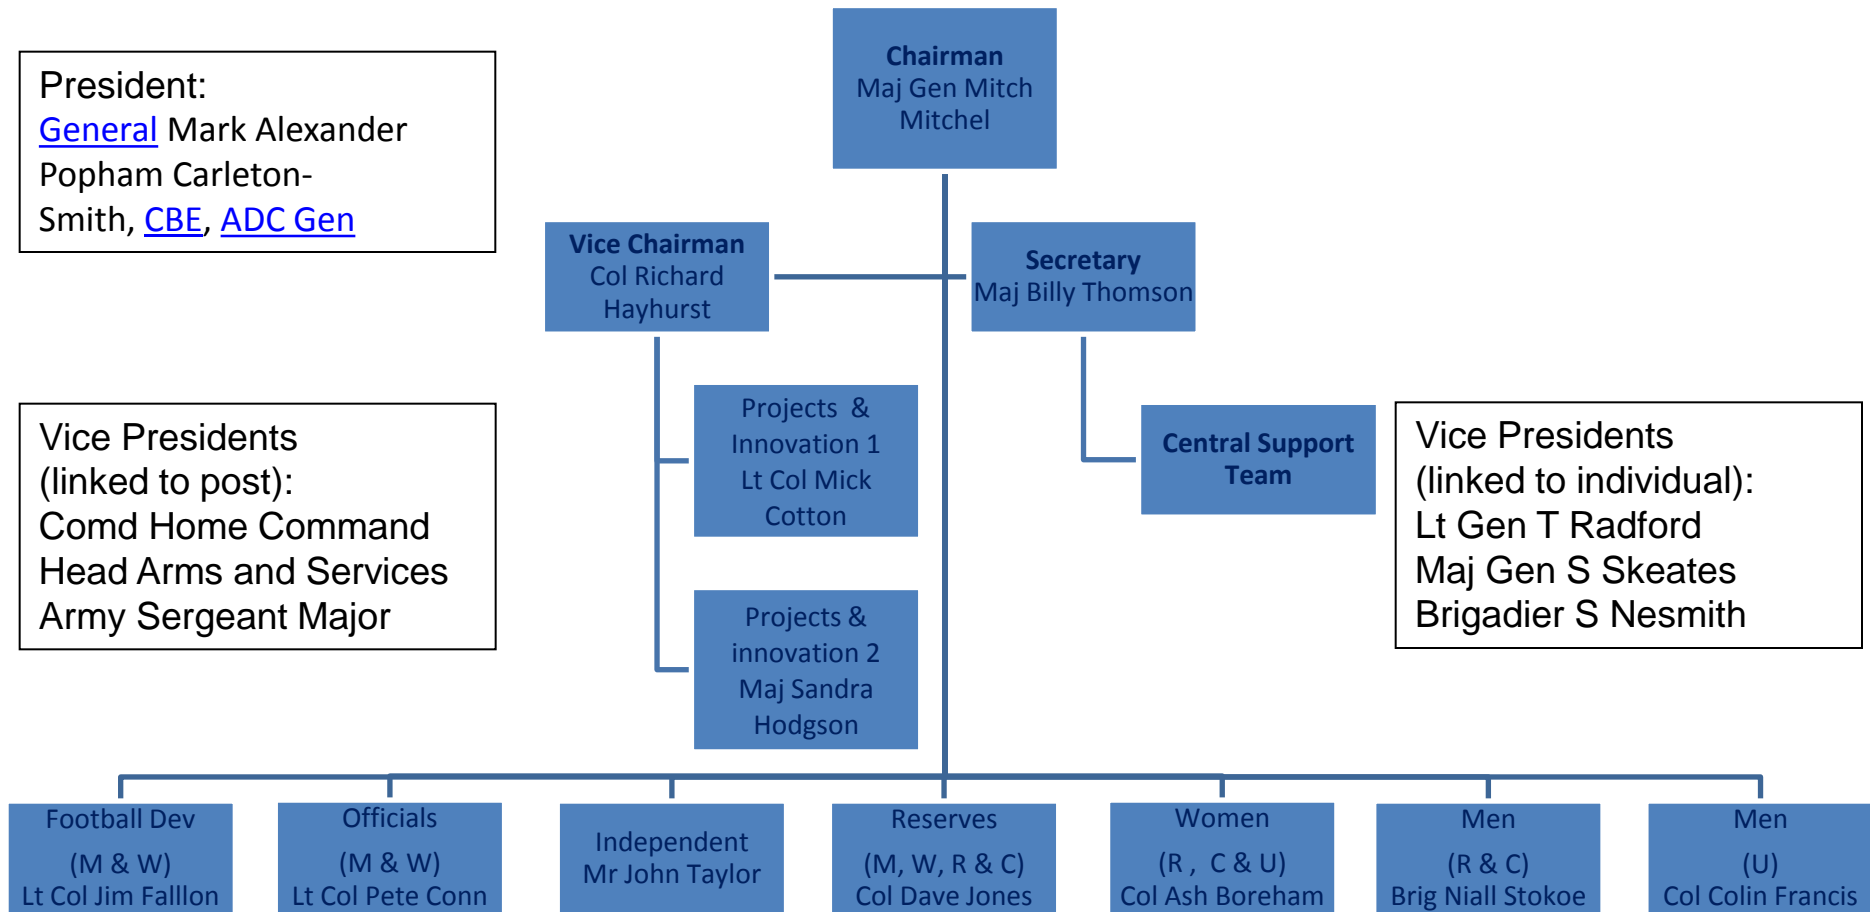 Chairman
Maj Gen Mitch
Mitchel
President:
General Mark Alexander
Popham Carleton-
Smith, CBE, ADC Gen
Vice Chairman
Col Richard
Hayhurst
Secretary
Maj Billy Thomson
Projects & 
Innovation 1
Lt Col Mick
Cotton
Central Support
Team
Vice Presidents
(linked to post):
Comd Home Command
Head Arms and Services
Army Sergeant Major
Vice Presidents
(linked to individual):
Lt Gen T Radford
Maj Gen S Skeates
Brigadier S Nesmith
Projects &
innovation 2
Maj Sandra
Hodgson
Football Dev
(M & W)
Lt Col Jim Falllon
Officials
(M & W)
Lt Col Pete Conn
Independent
Mr John Taylor
Reserves
(M, W, R & C)
Col Dave Jones
Women
(R , C & U)
Col Ash Boreham
Men
(R & C)
Brig Niall Stokoe
Men
(U)
Col Colin Francis